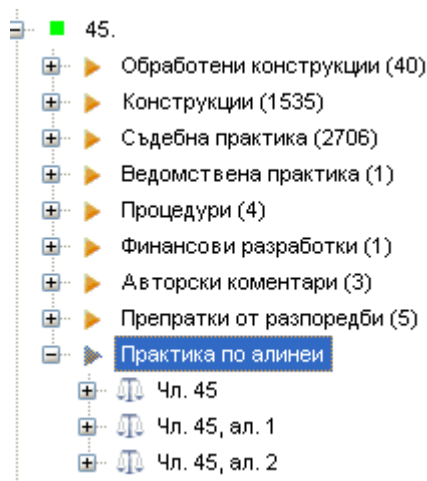 45.
Обработени конструкции (40)
Конструкции (1535)
Съдебна практика (2706)
Ведомствена практика (1)
Процедури (4)
Финансови разработки (1)
Авторски коментари (3)
Препратки от разпоредби (5)
Практика по алинеи
Чл. 45
Чл. 45, ал. 1
Чл. 45, ал. 2